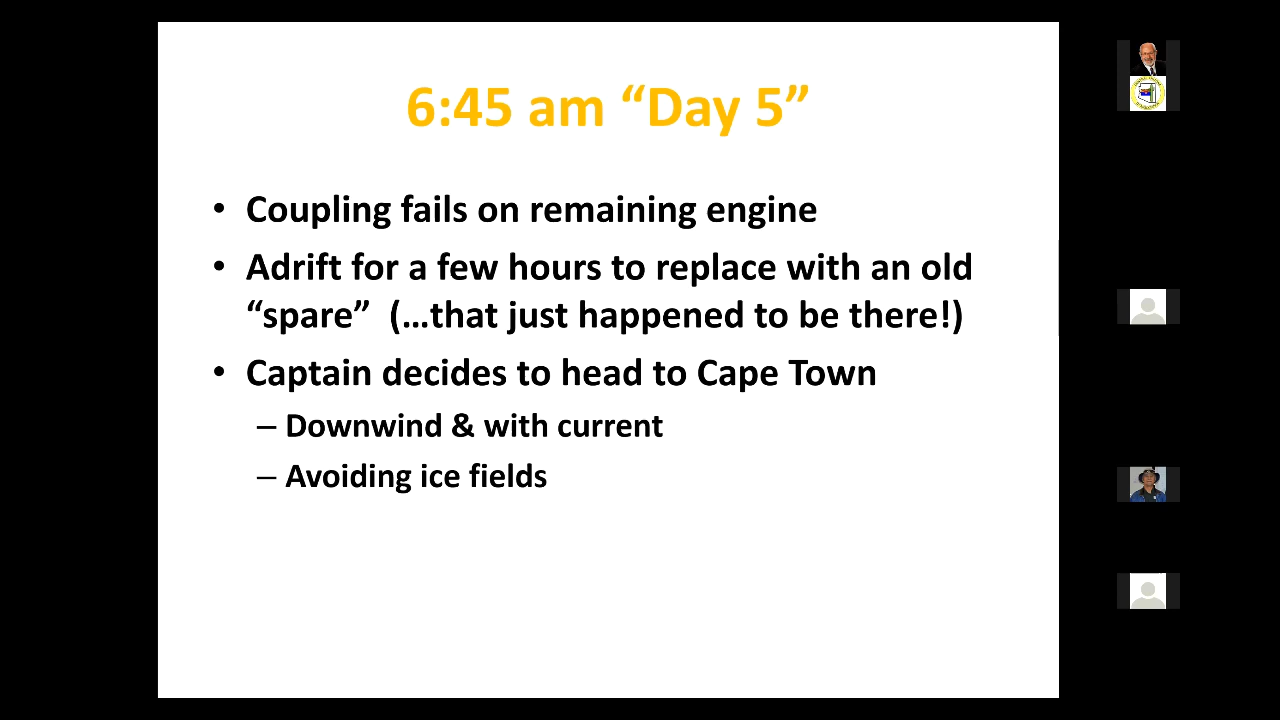 6:45 am “Day 5”
• Coupling fails on remaining engine
• Adrift for a few hours to replace with an old
“spare”  (…that just happened to be there!)
• Captain decides to head to Cape Town
– Downwind & with current
– Avoiding ice fields